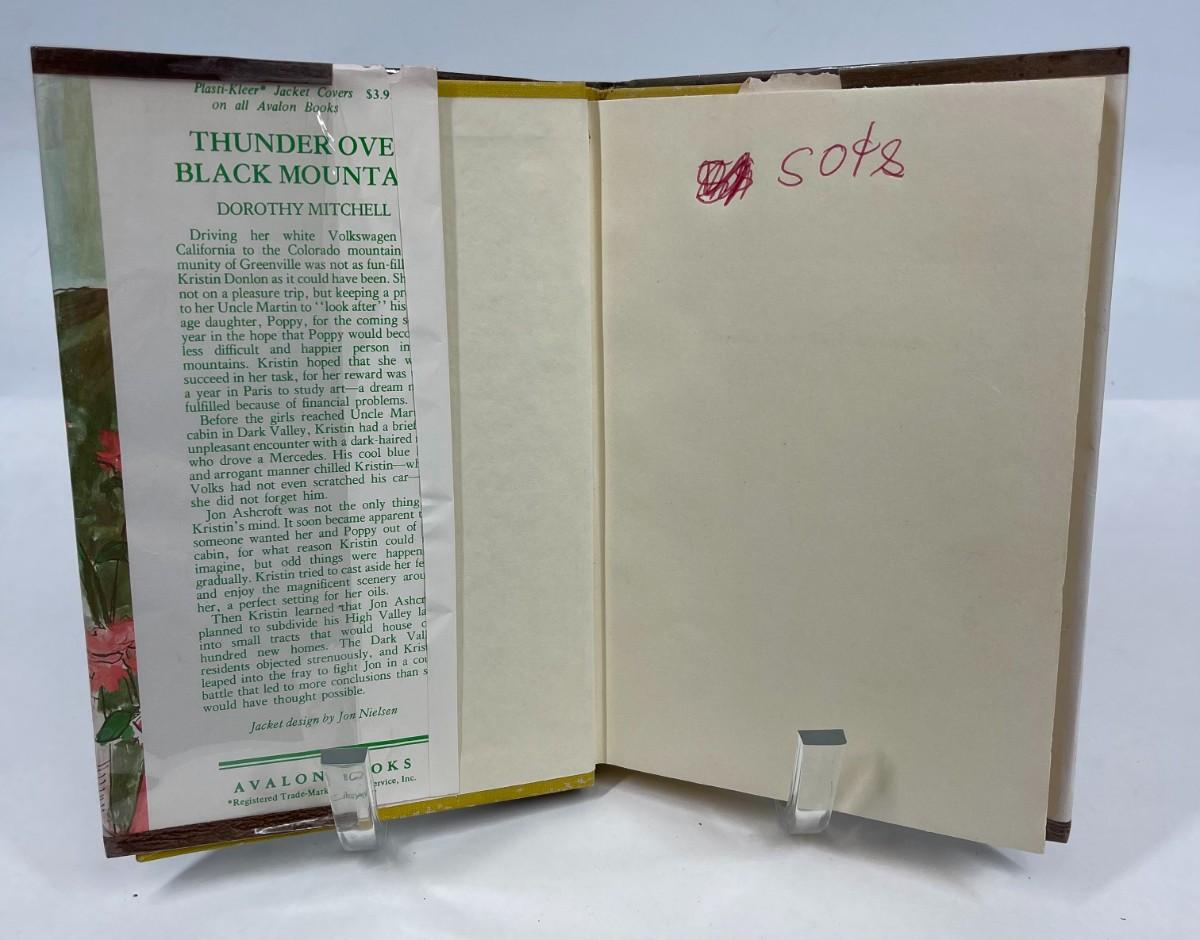 Plasti-Kleer* Jacket Covers $3.9
on all Avalon Books
THUNDER OVE
BLACK MOUNTA
DOROTHY MITCHELL
Driving her white Volkswagen
California to the Colorado mountain
munity of Greenville was not as fun-fill
Kristin Donlon as it could have been. Sh
not on a pleasure trip, but keeping a pr
to her Uncle Martin to "look after" his
age daughter, Poppy, for the coming s
year in the hope that Poppy would beco
less difficult and happier person in
mountains. Kristin hoped that she w
succeed in her task, for her reward was
a year in Paris to study art—a dream n
fulfilled because of financial problems.
Before the girls reached Uncle Mar
cabin in Dark Valley, Kristin had a brief
unpleasant encounter with a dark-haired
who drove a Mercedes. His cool blue
and arrogant manner chilled Kristin—wh
Volks had not even scratched his car—
she did not forget him.
Jon Ashcroft was not the only thing
Kristin's mind. It soon became apparent t
someone wanted her and Poppy out of
cabin, for what reason Kristin could
imagine, but odd things were happen
gradually. Kristin tried to cast aside her fe
and enjoy the magnificent scenery arou
her, a perfect setting for her oils.
Then Kristin learned that Jon Ashcr
planned to subdivide his High Valley la
into small tracts that would house c
hundred new homes. The Dark Val
residents objected strenuously, and Kris
leaped into the fray to fight Jon in a cou
battle that led to more conclusions than s
would have thought possible.
Jacket design by Jon Nielsen
AVALON OKS
*Registered Trade-Mark ervice, Inc.